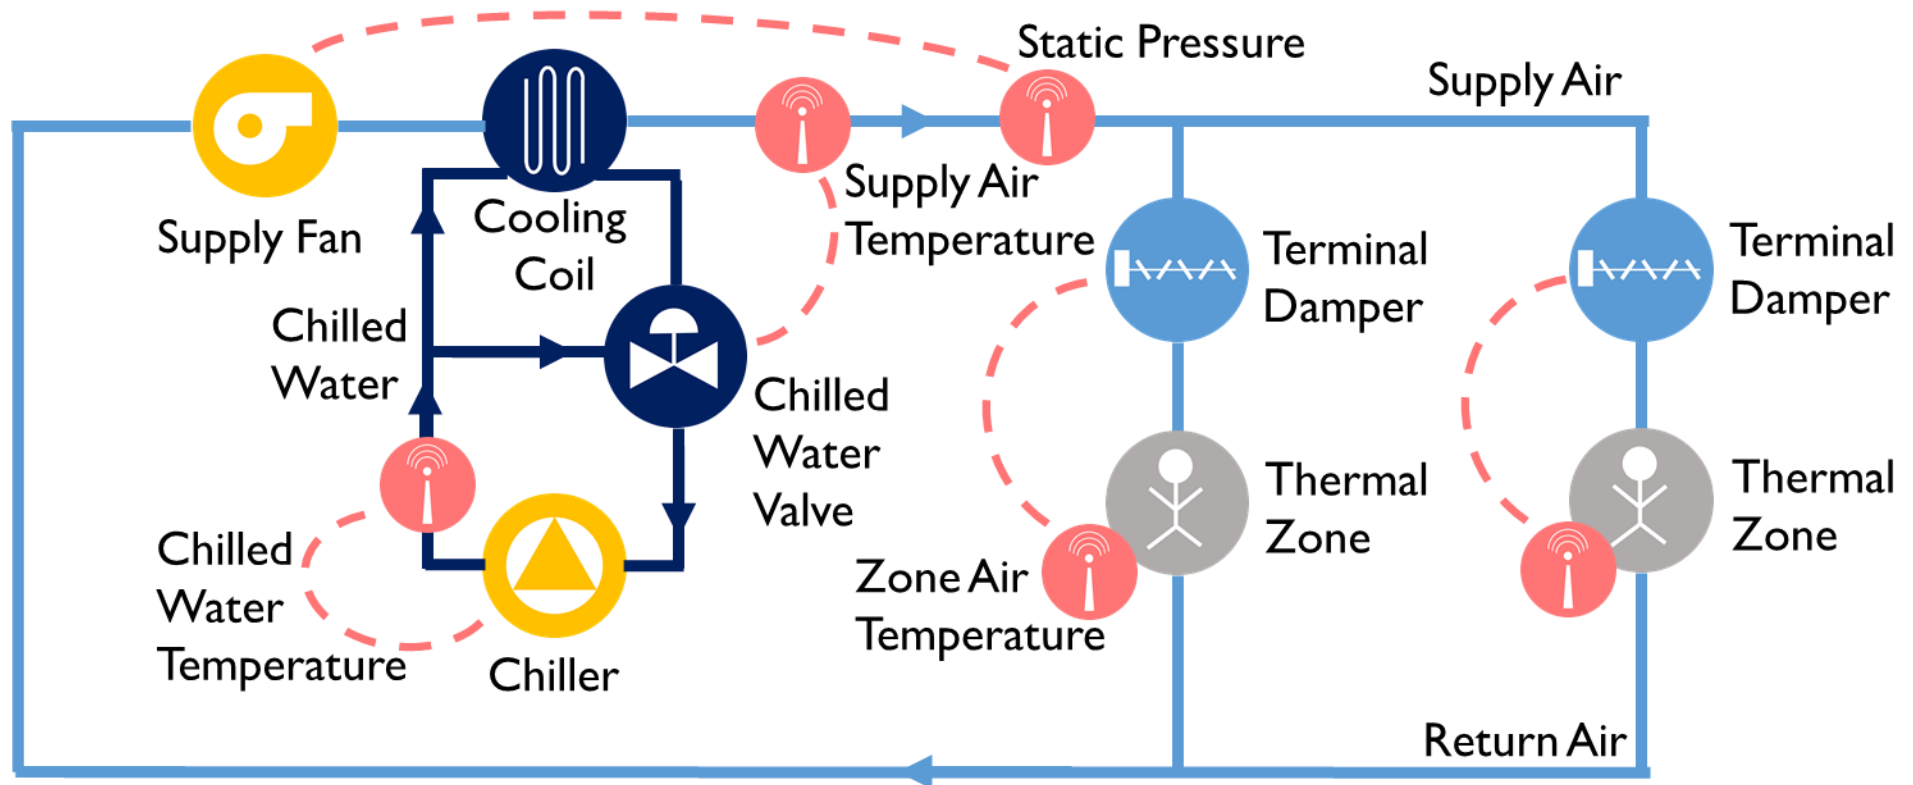 Static Pressure
Supply Air
Supply Fan
Cooling
Coil
Supply Air
Temperature
Terminal
Damper
Terminal
Damper
Chilled
Water
Chilled
Water
Valve
Thermal
Zone
Thermal
Zone
Chilled
Water
Temperature
Chiller
Zone Air
Temperature
Return Air